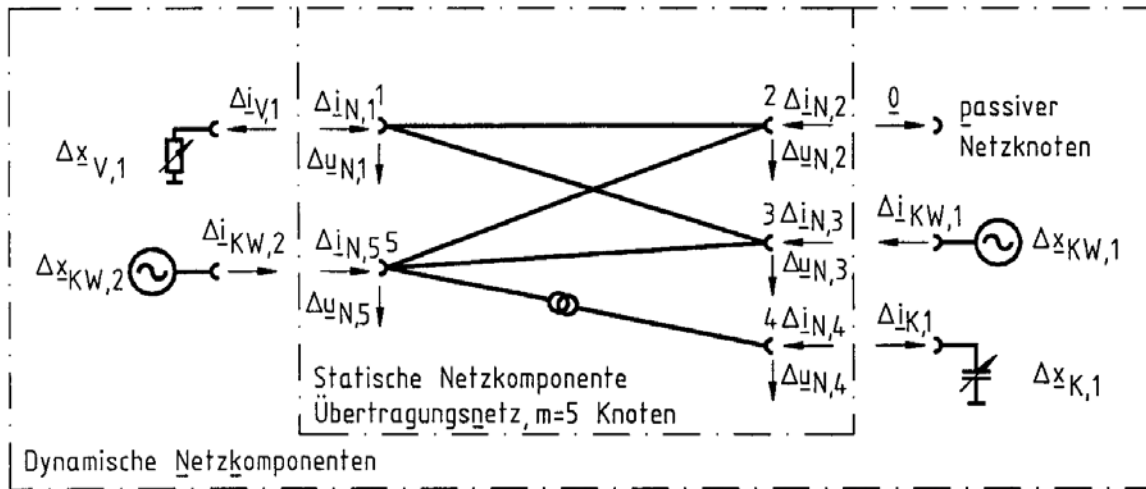 Δi_V,1 Δi_N,1 1 2 Δi_N,2 0 passiver
Δx_V,1 Δu_N,1 Δu_N,2 Netzknoten
Δi_KW,2 Δi_N,5 5 3 Δi_N,3 Δi_KW,1
Δx_KW,2 Δu_N,5 Δu_N,3 Δx_KW,1
4 Δi_N,4 Δi_K,1
Δu_N,4 Δx_K,1
Statische Netzkomponente
Übertragungsnetz, m=5 Knoten
Dynamische Netzkomponenten